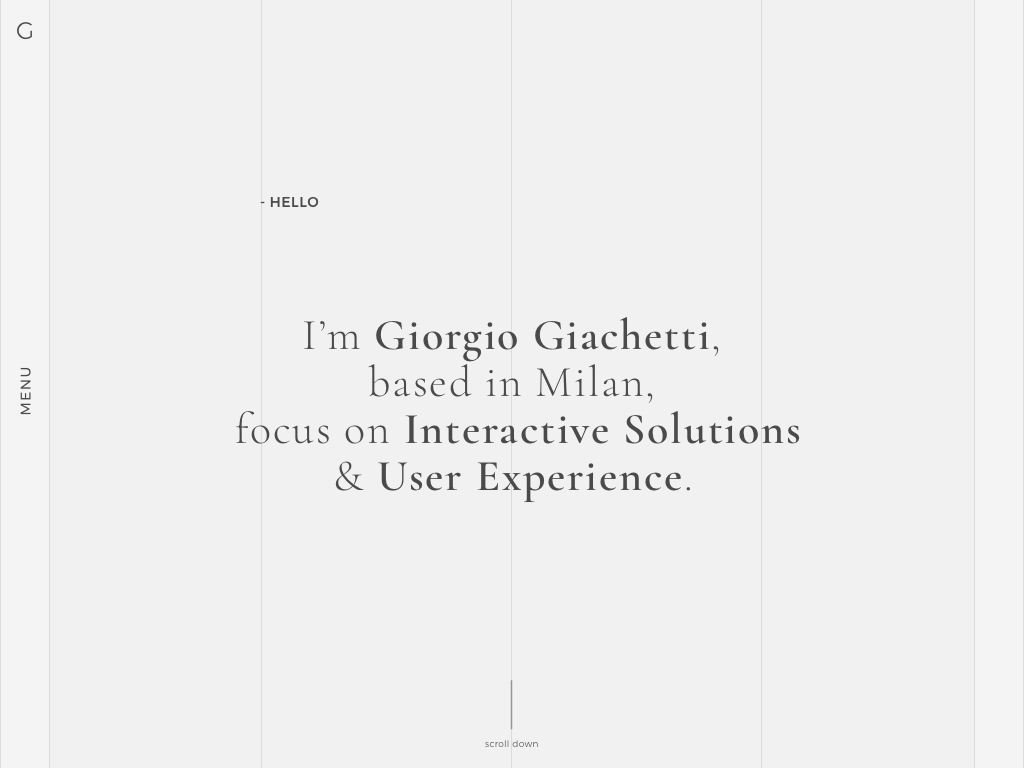 G
- HELLO
I’m Giorgio Giachetti,
based in Milan,
focus on Interactive Solutions
& User Experience.
MENU
scroll down